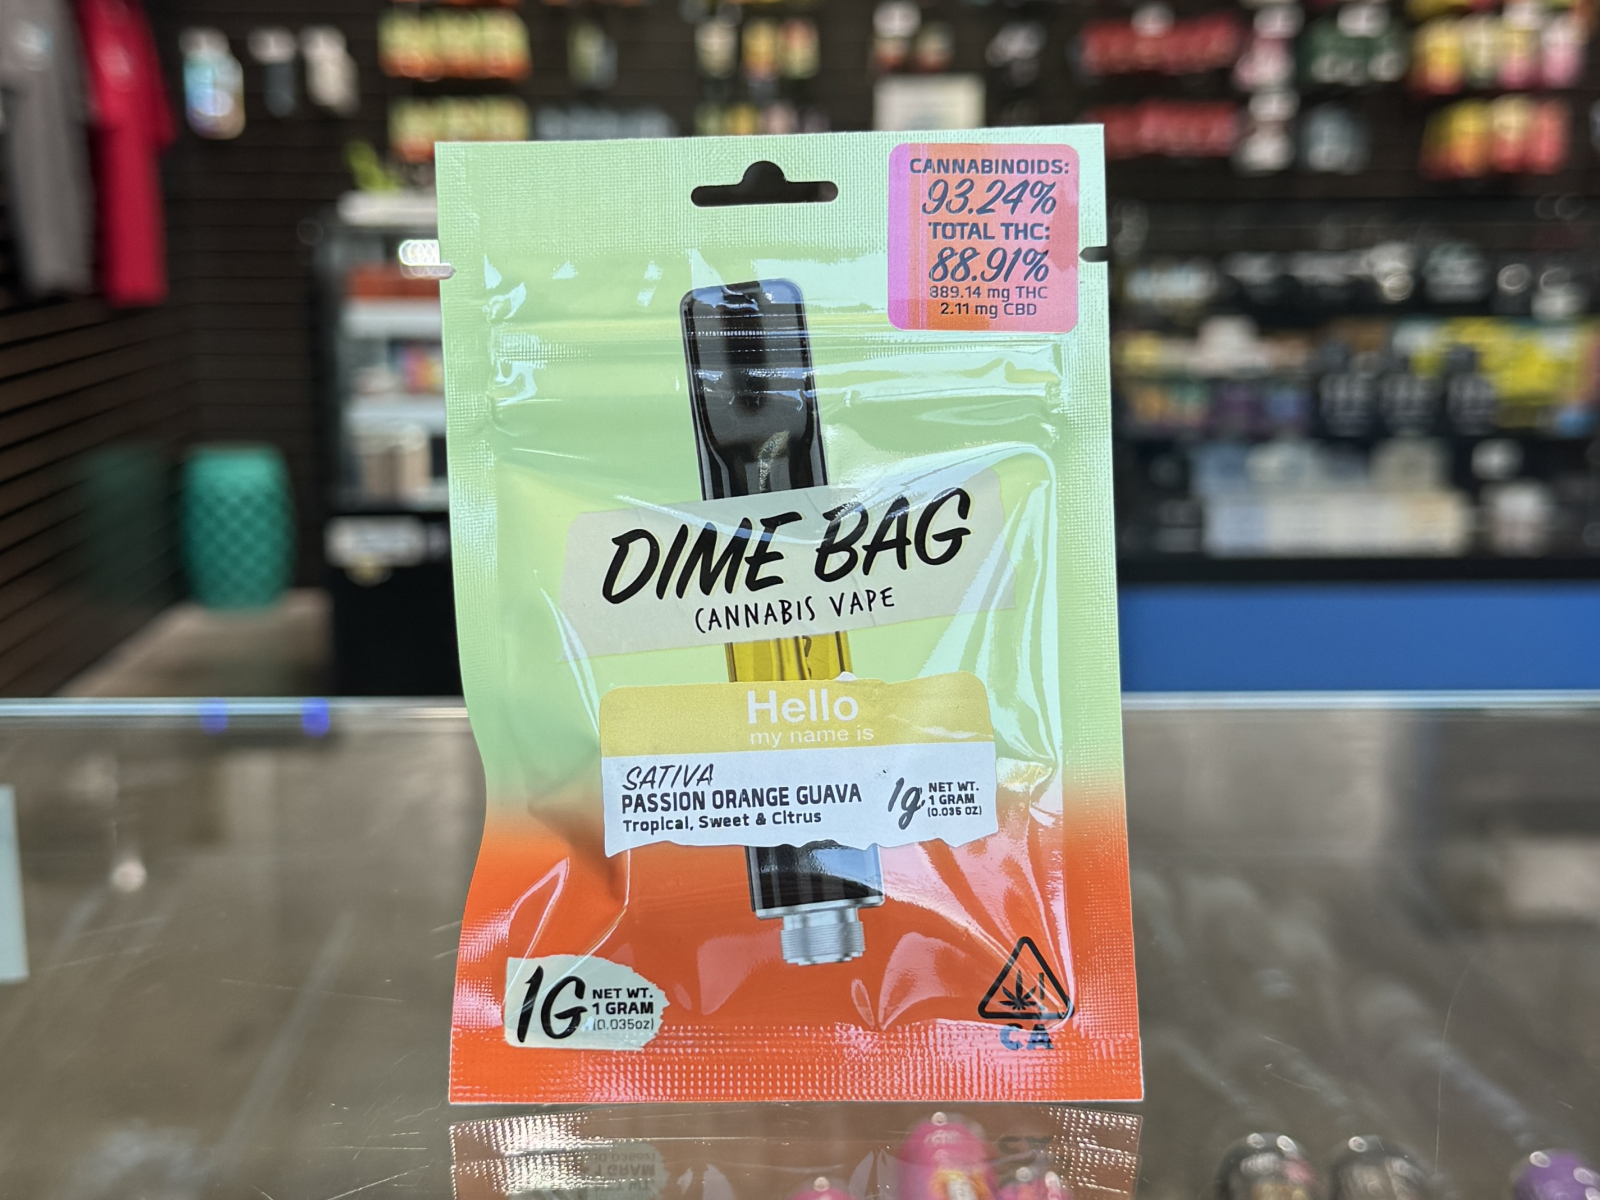 CANNABINOIDS:
93.24%
TOTAL THC:
88.91%
889.14 mg THC
2.11 mg CBD
DIME BAG
CANNABIS VAPE
Hello
my name is
SATIVA
PASSION ORANGE GUAVA
Tropical, Sweet & Citrus
1g NET WT.
1 GRAM
(0.035 OZ)
1G NET WT.
1 GRAM
(0.035oz)
CA